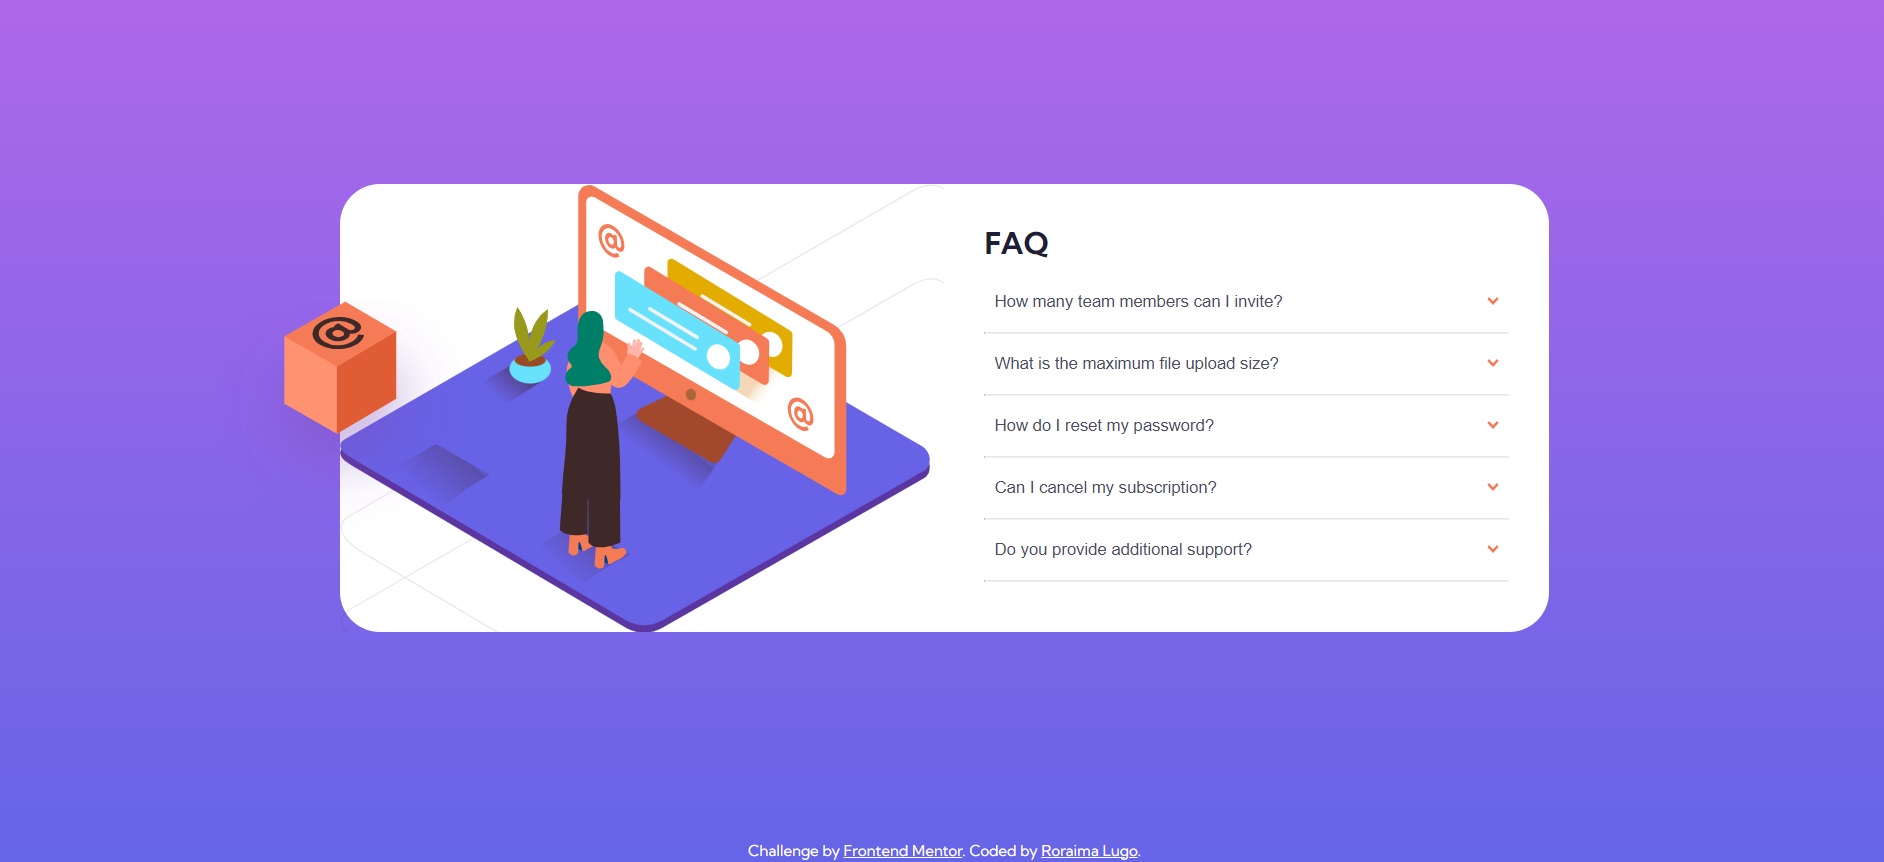 @
@
@
FAQ
How many team members can I invite?
What is the maximum file upload size?
How do I reset my password?
Can I cancel my subscription?
Do you provide additional support?
Challenge by Frontend Mentor. Coded by Roraima Lugo.